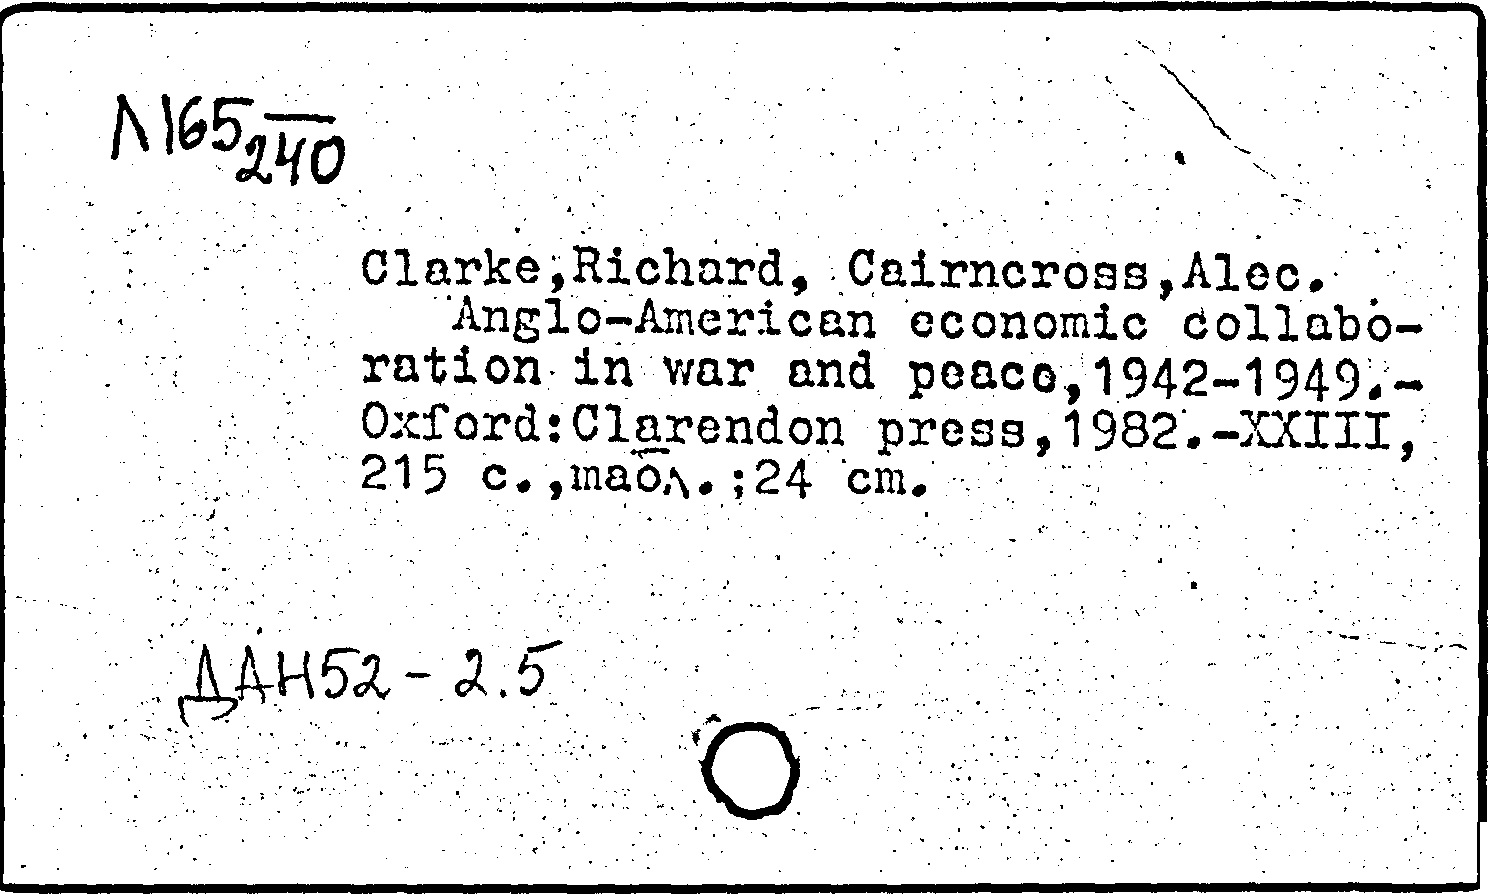 Л165
240
Clarke,Richard, Cairncross,Alec.
Anglo-American economic collabo-
ration in war and peace,1942-1949.-
Oxford:Clarendon press,1982.-XXIII,
215 c.,maбл.;24 cm.
ДАН52-2.5